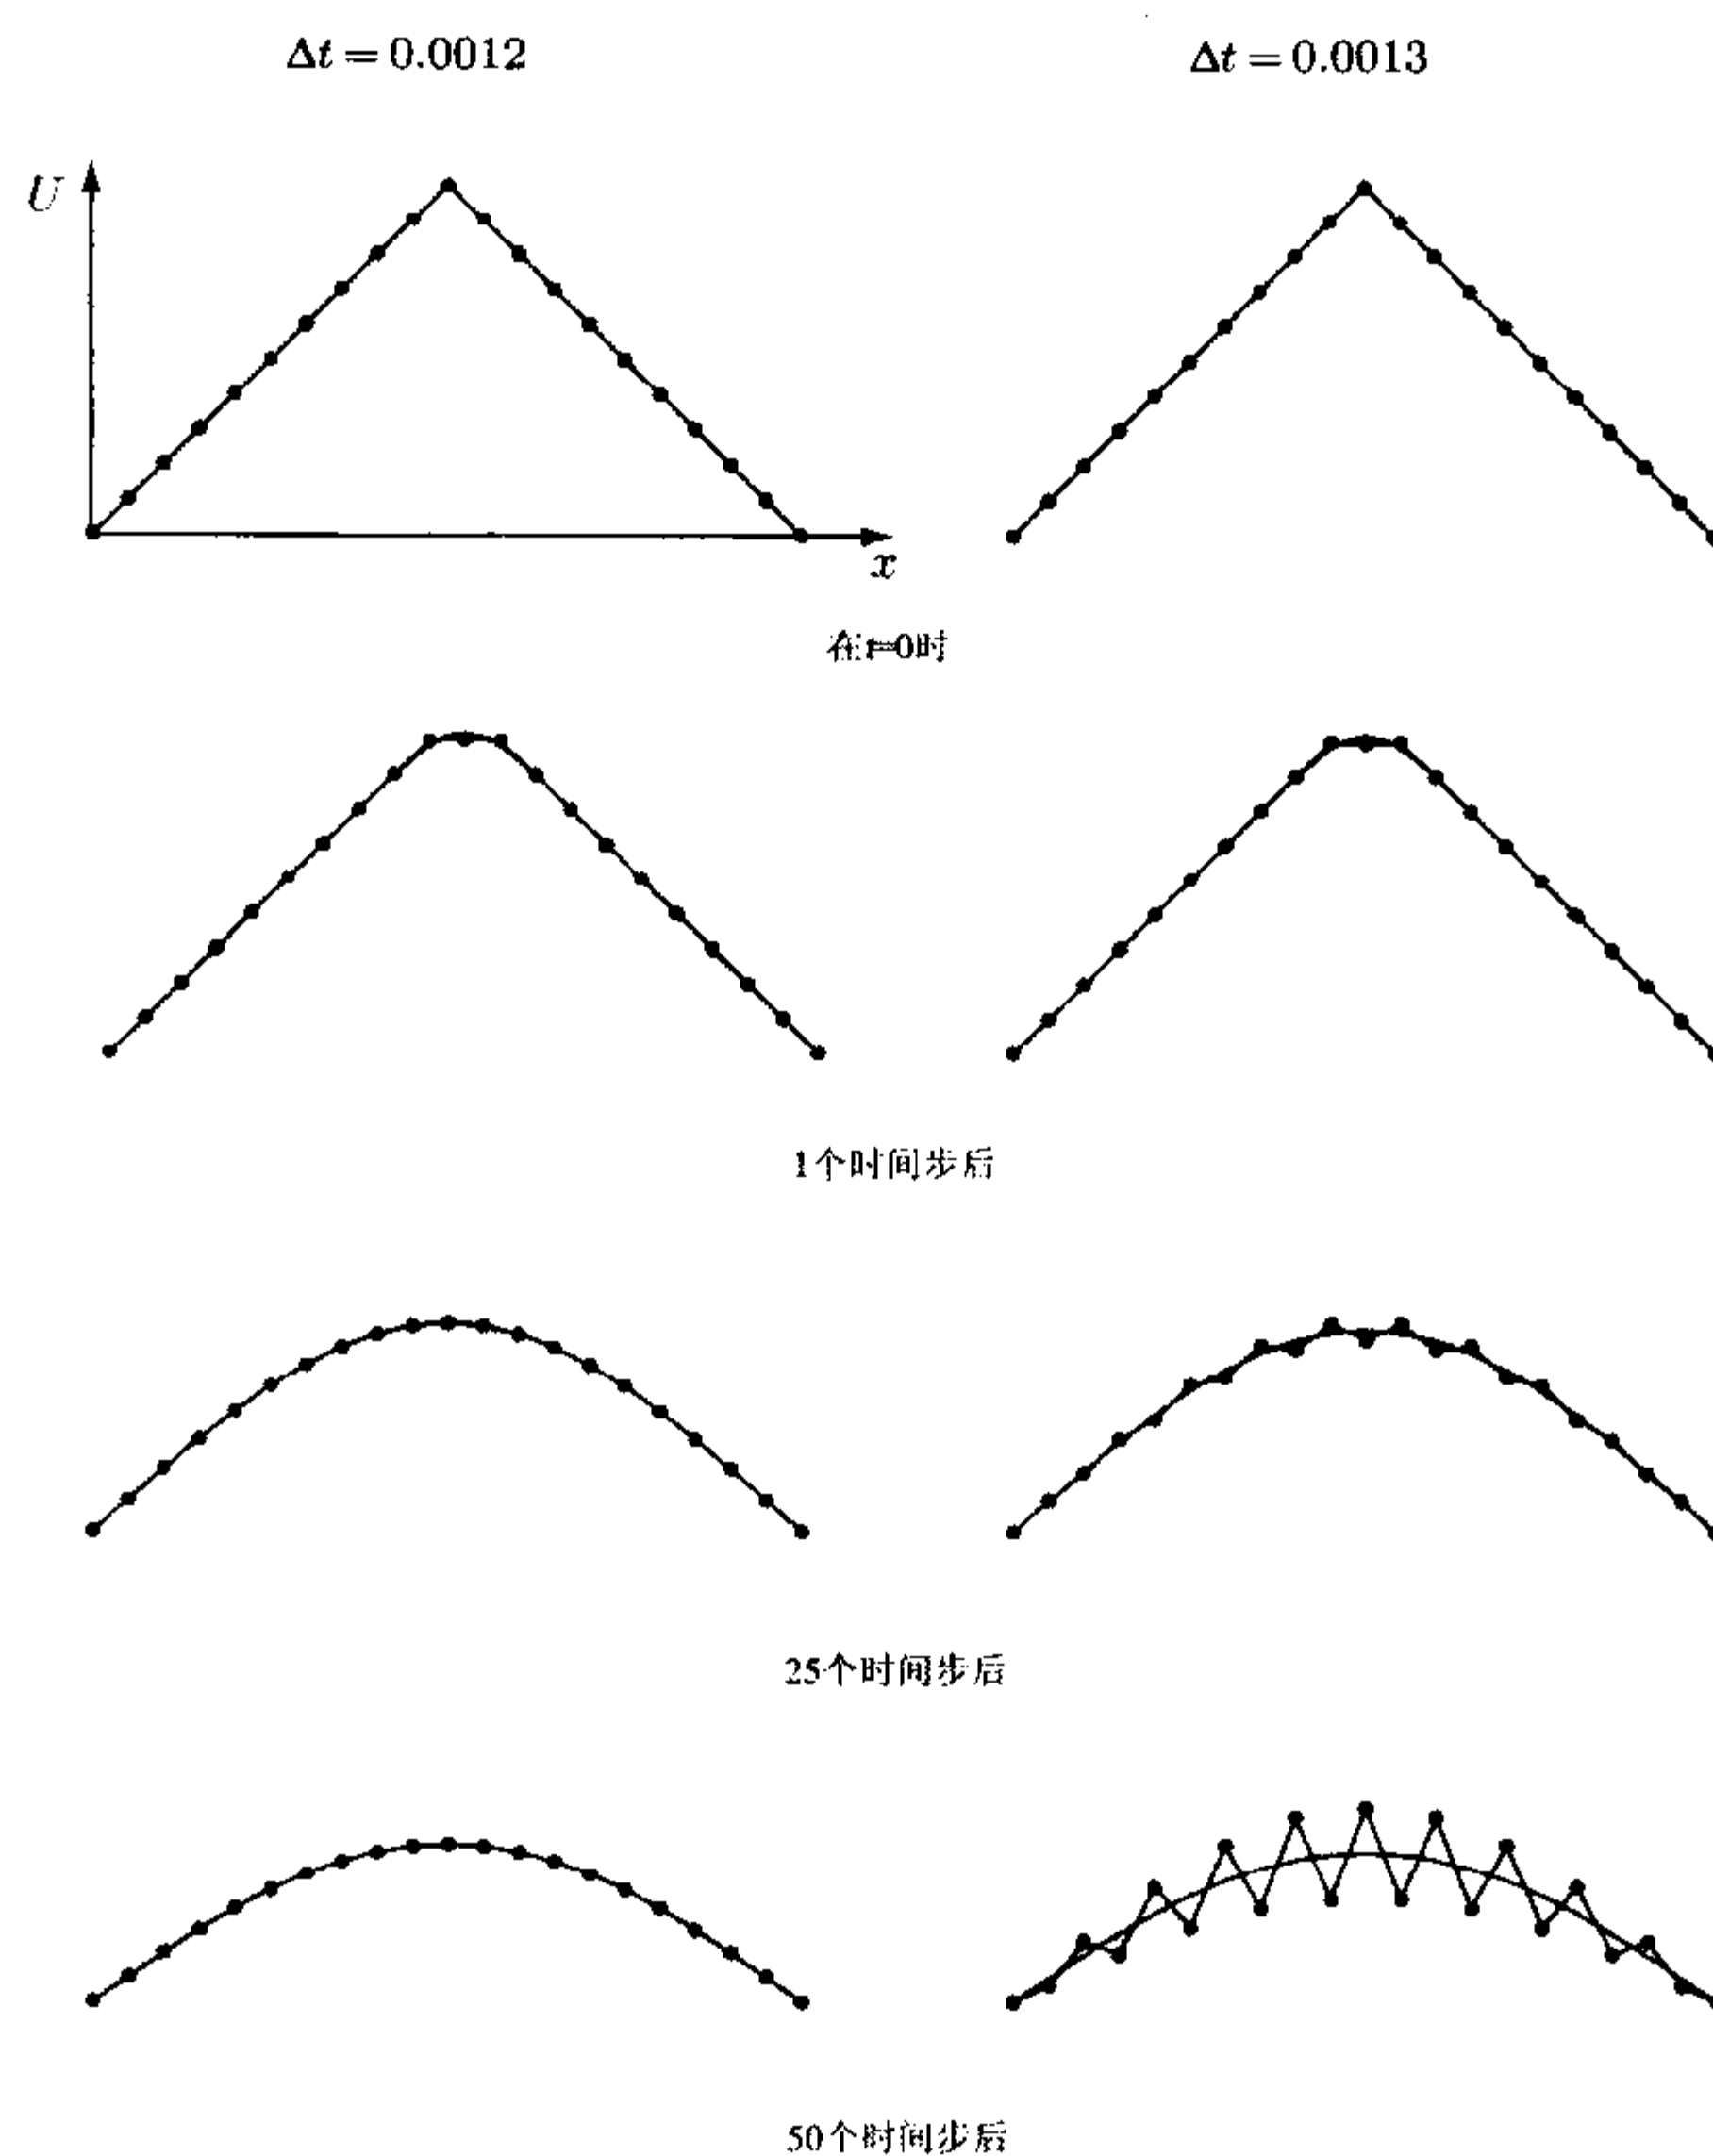 Δt = 0.0012
Δt = 0.0013
U
x
在t=0时
1个时间步后
25个时间步后
50个时间步后